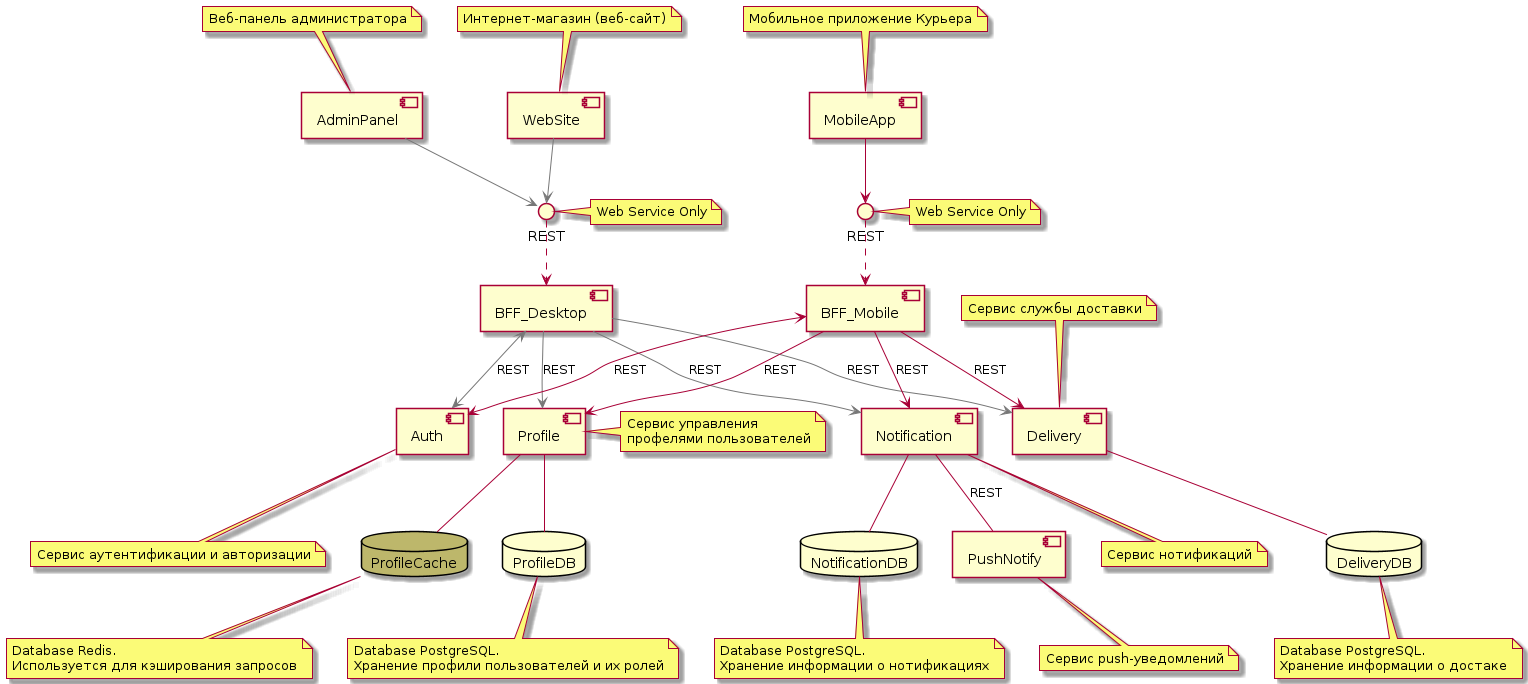 Веб-панель администратора
Интернет-магазин (веб-сайт)
Мобильное приложение Курьера
AdminPanel
WebSite
MobileApp
Web Service Only
Web Service Only
REST
REST
BFF_Desktop
BFF_Mobile
Сервис службы доставки
REST
REST
REST
REST
REST
REST
REST
REST
Auth
Profile
Сервис управления
профелями пользователей
Notification
Delivery
REST
Сервис аутентификации и авторизации
ProfileCache
ProfileDB
NotificationDB
PushNotify
Сервис нотификаций
DeliveryDB
Database Redis.
Используется для кэширования запросов
Database PostgreSQL.
Хранение профили пользователей и их ролей
Database PostgreSQL.
Хранение информации о нотификациях
Сервис push-уведомлений
Database PostgreSQL.
Хранение информации о достаке